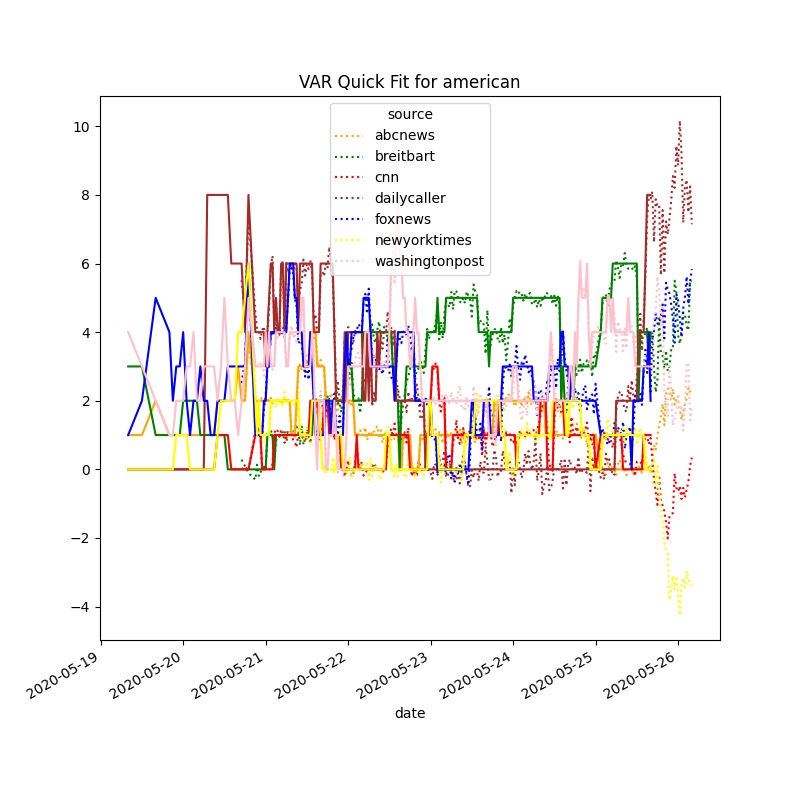 VAR Quick Fit for american
source
abcnews
breitbart
cnn
dailycaller
foxnews
newyorktimes
washingtonpost
10
8
6
4
2
0
−2
−4
2020-05-19
2020-05-20
2020-05-21
2020-05-22
2020-05-23
2020-05-24
2020-05-25
2020-05-26
date